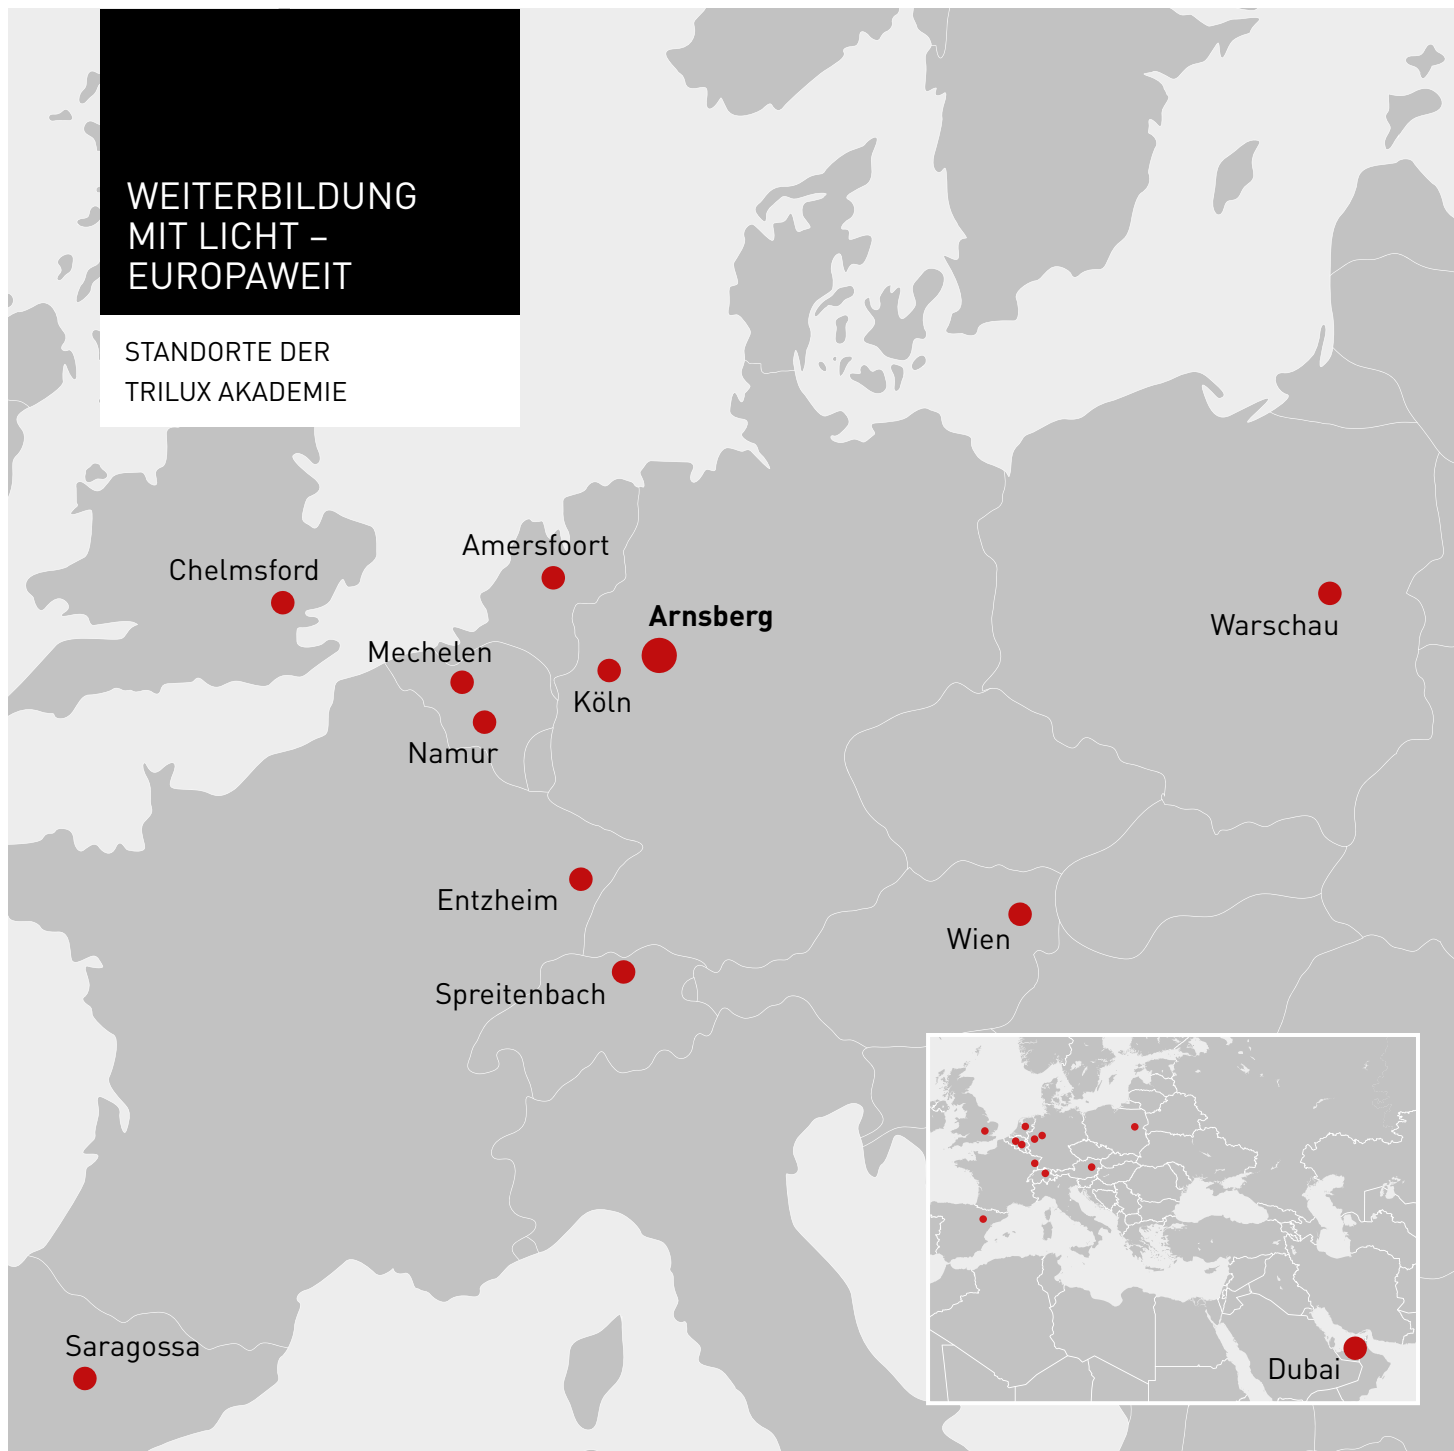 WEITERBILDUNG
MIT LICHT –
EUROPAWEIT
STANDORTE DER
TRILUX AKADEMIE
Amersfoort
Chelmsford
Arnsberg
Warschau
Mechelen
Köln
Namur
Entzheim
Wien
Spreitenbach
Saragossa
Dubai